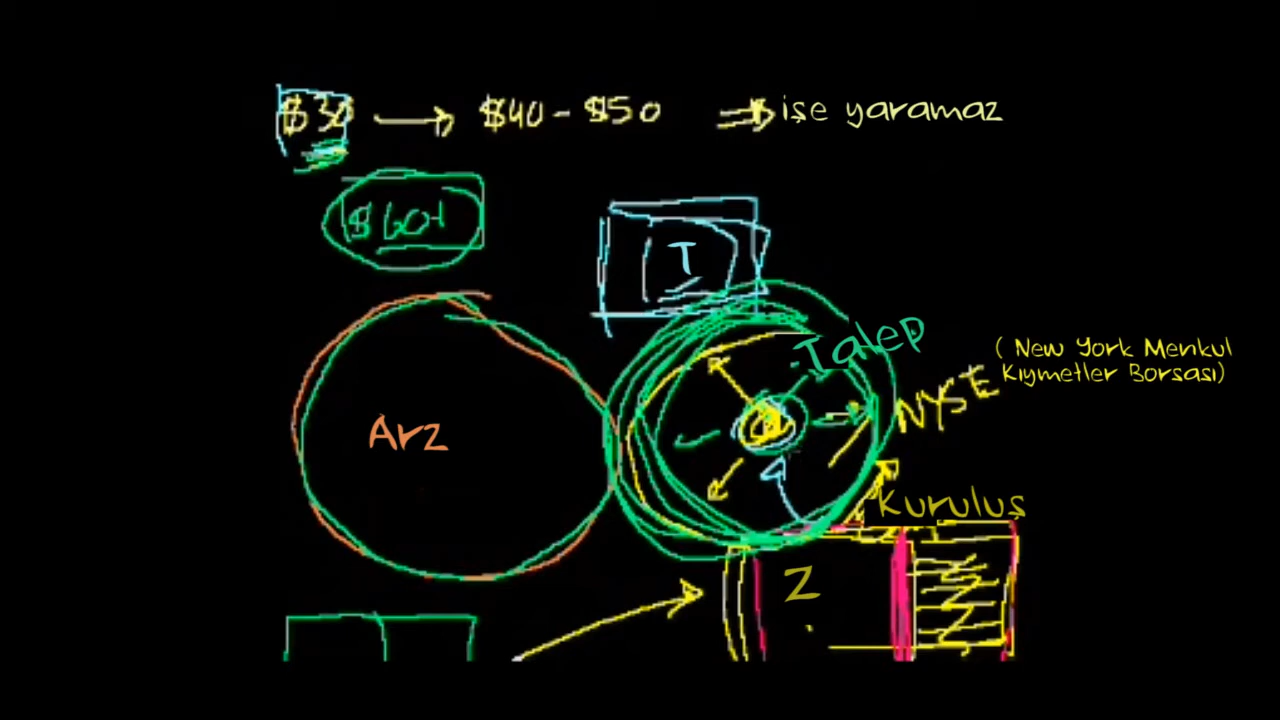 $30 $40 - $50 işe yaramaz
$60+
T
Talep
Arz
NYSE
( New York Menkul
Kıymetler Borsası)
Kuruluş
Z